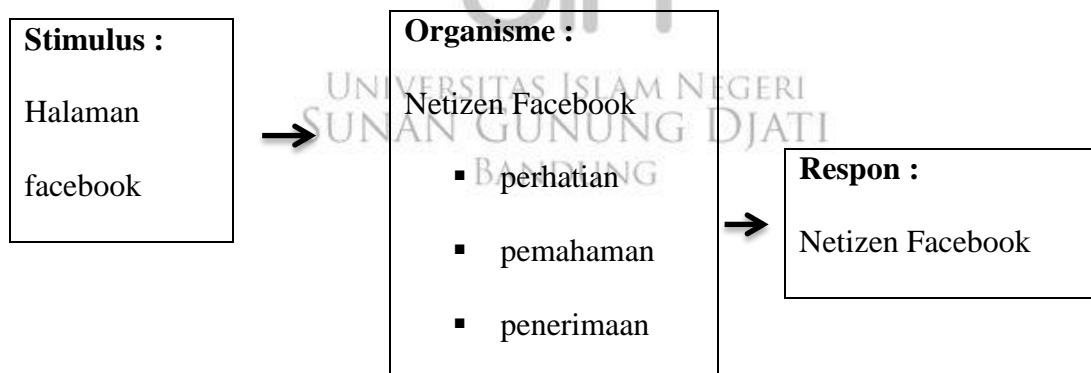 Stimulus :
Halaman
facebook
Organisme :
Netizen Facebook
▪ perhatian
▪ pemahaman
▪ penerimaan
Respon :
Netizen Facebook
UNIVERSITAS ISLAM NEGERI
SUNAN GUNUNG DJATI
BANDUNG